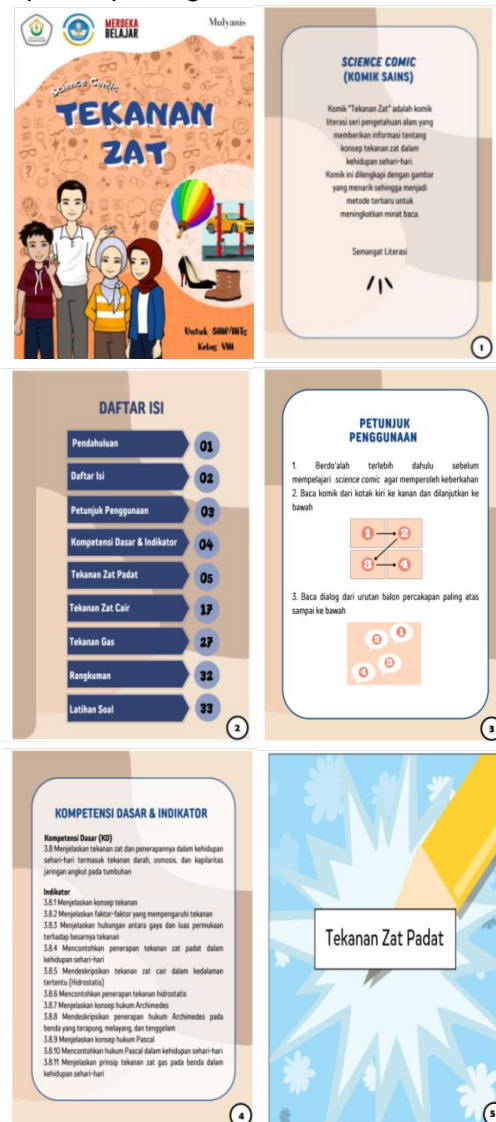 MERDEKA
BELAJAR
Mulyanis
Science Comic
TEKANAN
ZAT
Untuk SMP/MTs
Kelas VIII
SCIENCE COMIC
(KOMIK SAINS)
Komik "Tekanan Zat" adalah komik
literasi seri pengetahuan alam yang
memberikan informasi tentang
konsep tekanan zat dalam
kehidupan sehari-hari.
Komik ini dilengkapi dengan gambar
yang menarik sehingga menjadi
metode terbaru untuk
meningkatkan minat baca.
Semangat Literasi
1
DAFTAR ISI
Pendahuluan 01
Daftar Isi 02
Petunjuk Penggunaan 03
Kompetensi Dasar & Indikator 04
Tekanan Zat Padat 05
Tekanan Zat Cair 17
Tekanan Gas 27
Rangkuman 32
Latihan Soal 33
2
PETUNJUK
PENGGUNAAN
1. Berdo'alah terlebih dahulu sebelum
mempelajari science comic agar memperoleh keberkahan
2. Baca komik dari kotak kiri ke kanan dan dilanjutkan ke
bawah
1 2
3 4
3. Baca dialog dari urutan balon percakapan paling atas
sampai ke bawah
1
2
3
4
3
KOMPETENSI DASAR & INDIKATOR
Kompetensi Dasar (KD)
3.8 Menjelaskan tekanan zat dan penerapannya dalam kehidupan
sehari-hari termasuk tekanan darah, osmosis, dan kapilaritas
jaringan angkut pada tumbuhan
Indikator
3.8.1 Menjelaskan konsep tekanan
3.8.2 Menjelaskan faktor-faktor yang mempengaruhi tekanan
3.8.3 Menjelaskan hubungan antara gaya dan luas permukaan
terhadap besarnya tekanan
3.8.4 Mencontohkan penerapan tekanan zat padat dalam
kehidupan sehari-hari
3.8.5 Mendeskripsikan tekanan zat cair dalam kedalaman
tertentu (Hidrostatis)
3.8.6 Mencontohkan penerapan tekanan hidrostatis
3.8.7 Menjelaskan konsep hukum Archimedes
3.8.8 Mendeskripsikan penerapan hukum Archimedes pada
benda yang terapung, melayang, dan tenggelam
3.8.9 Menjelaskan konsep hukum Pascal
3.8.10 Mencontohkan hukum Pascal dalam kehidupan sehari-hari
3.8.11 Menjelaskan prinsip tekanan zat gas pada benda dalam
kehidupan sehari-hari
4
Tekanan Zat Padat
5